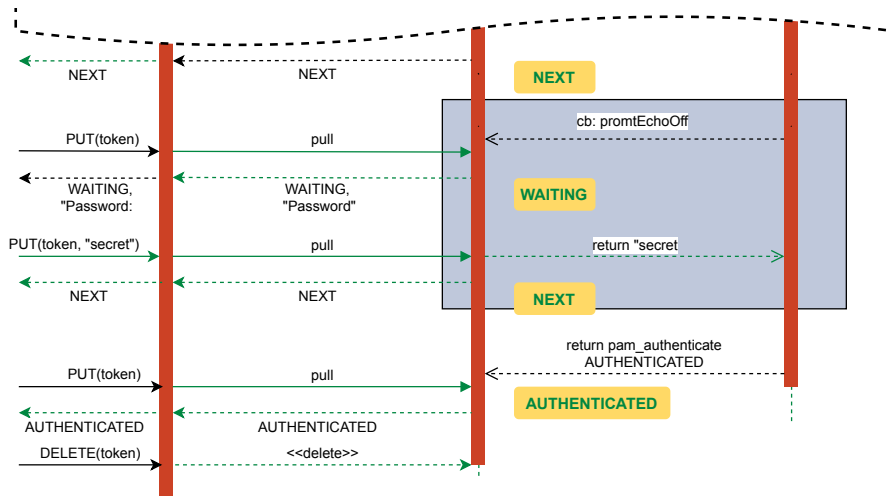 NEXT
NEXT
NEXT
cb: promtEchoOff
PUT(token)
pull
WAITING,
"Password:
WAITING,
"Password"
WAITING
PUT(token, "secret")
pull
return "secret
NEXT
NEXT
NEXT
return pam_authenticate
AUTHENTICATED
PUT(token)
pull
AUTHENTICATED
AUTHENTICATED
AUTHENTICATED
DELETE(token)
<<delete>>